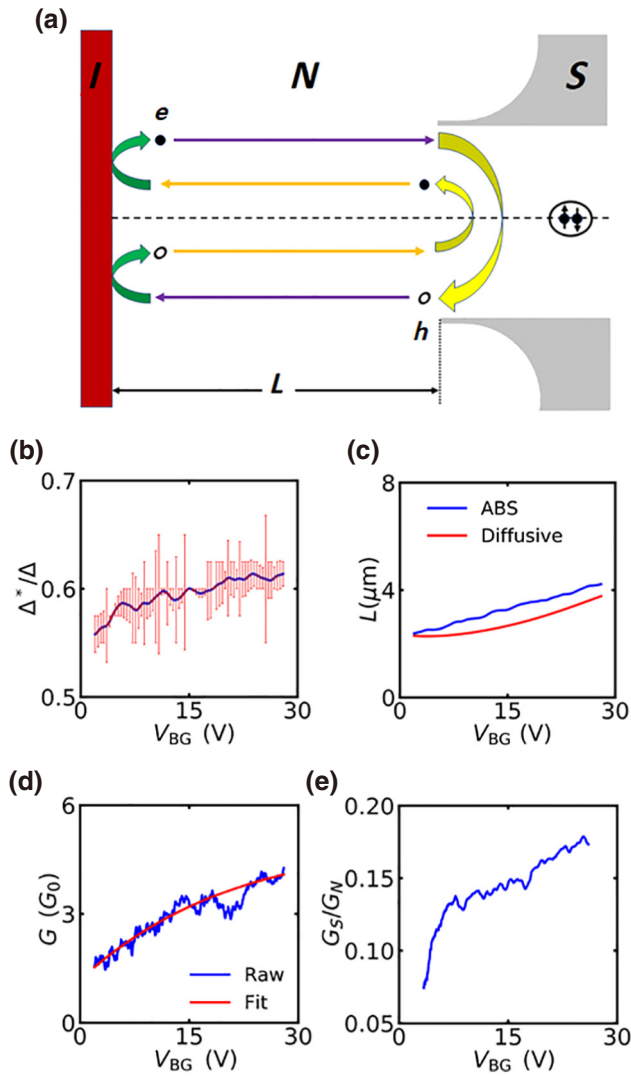 (a)
I N S
e
h
L
(b) (c)
0.7
0.6
0.5
Δ*/Δ
0 15 30
V_BG (V)
8
4
0
L(μm)
ABS
Diffusive
0 15 30
V_BG (V)
(d) (e)
6
3
0
G (G₀)
Raw
Fit
0 15 30
V_BG (V)
0.20
0.15
0.10
0.05
G_S/G_N
0 15 30
V_BG (V)